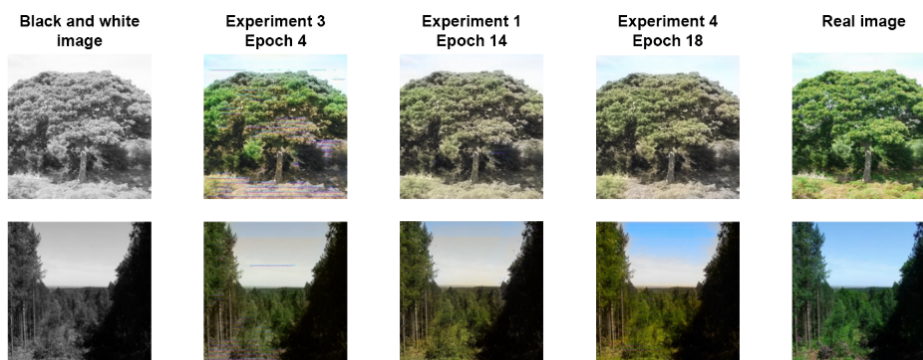 Black and white
image
Experiment 3
Epoch 4
Experiment 1
Epoch 14
Experiment 4
Epoch 18
Real image